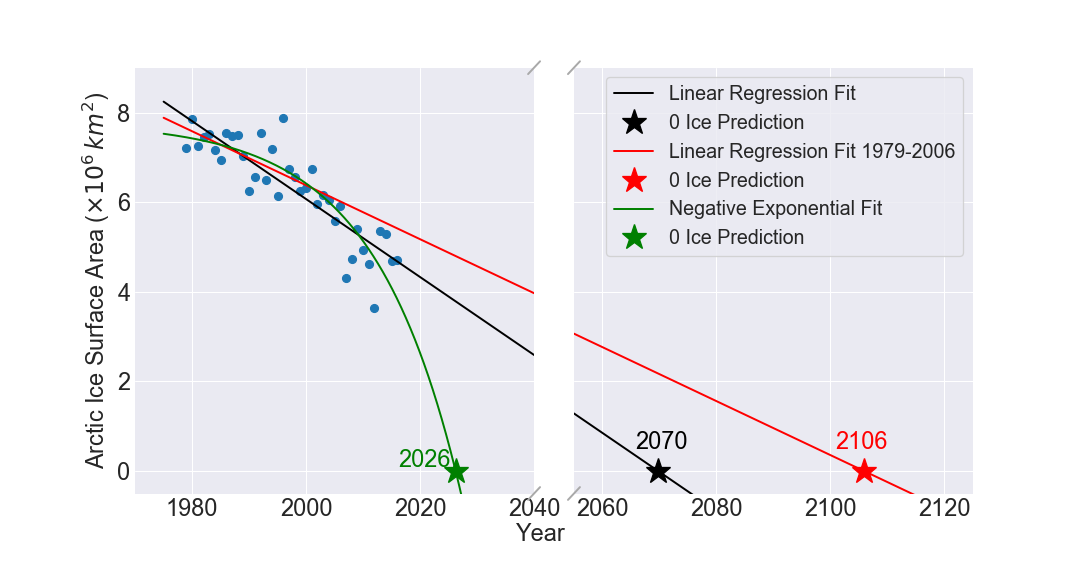 Arctic Ice Surface Area (×10⁶ km²)
8
6
4
2
0
Linear Regression Fit
0 Ice Prediction
Linear Regression Fit 1979-2006
0 Ice Prediction
Negative Exponential Fit
0 Ice Prediction
2026
2070
2106
1980 2000 2020 2040 2060 2080 2100 2120
Year